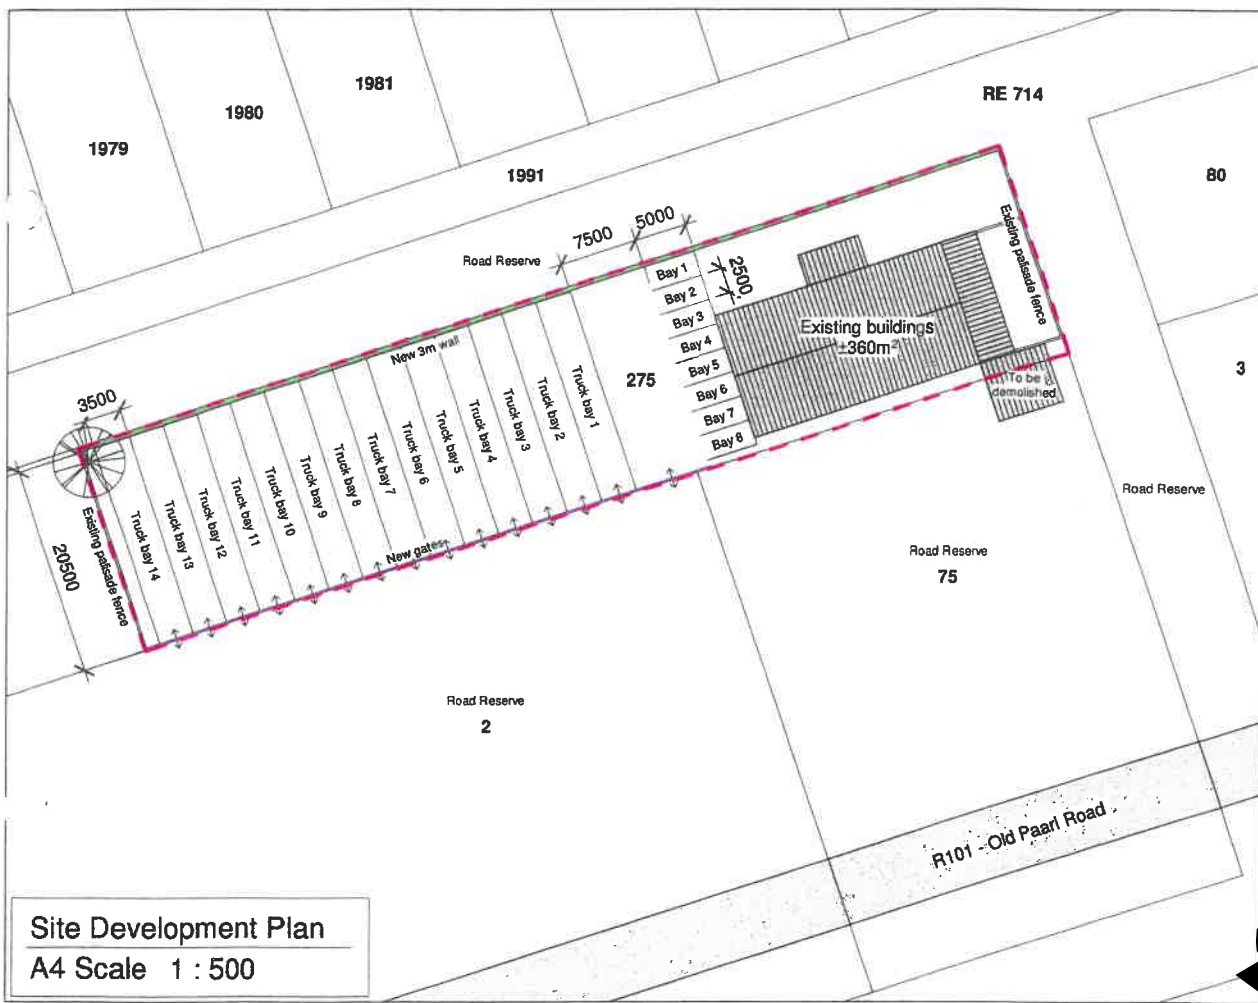 1981
RE 714
1980
1979
80
1991
5000
7500
Road Reserve
Existing palisade fence
Bay 1
2500
Bay 2
Bay 3
Bay 4
Bay 5
Bay 6
Bay 7
Bay 8
Existing buildings
±360m²
275
New 3m wall
3
To be
demolished
3500
Truck bay 1
Truck bay 2
Truck bay 3
Truck bay 4
Truck bay 5
Truck bay 6
Truck bay 7
Truck bay 8
Truck bay 9
Truck bay 10
Truck bay 11
Truck bay 12
Truck bay 13
Truck bay 14
Existing palisade fence
20500
New gates
Road Reserve
Road Reserve
75
Road Reserve
2
R101 - Old Paarl Road
Site Development Plan
A4 Scale 1 : 500